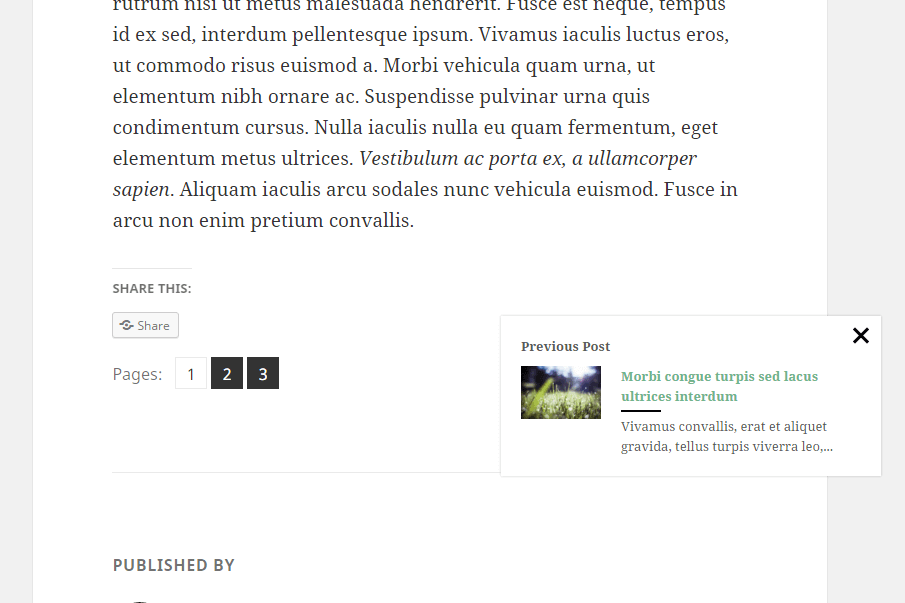 rutrum nisi ut metus malesuada hendrerit. Fusce est neque, tempus
id ex sed, interdum pellentesque ipsum. Vivamus iaculis luctus eros,
ut commodo risus euismod a. Morbi vehicula quam urna, ut
elementum nibh ornare ac. Suspendisse pulvinar urna quis
condimentum cursus. Nulla iaculis nulla eu quam fermentum, eget
elementum metus ultrices. Vestibulum ac porta ex, a ullamcorper
sapien. Aliquam iaculis arcu sodales nunc vehicula euismod. Fusce in
arcu non enim pretium convallis.
SHARE THIS:
Share
Pages: 1 2 3
Previous Post
Morbi congue turpis sed lacus
ultrices interdum
Vivamus convallis, erat et aliquet
gravida, tellus turpis viverra leo,...
PUBLISHED BY